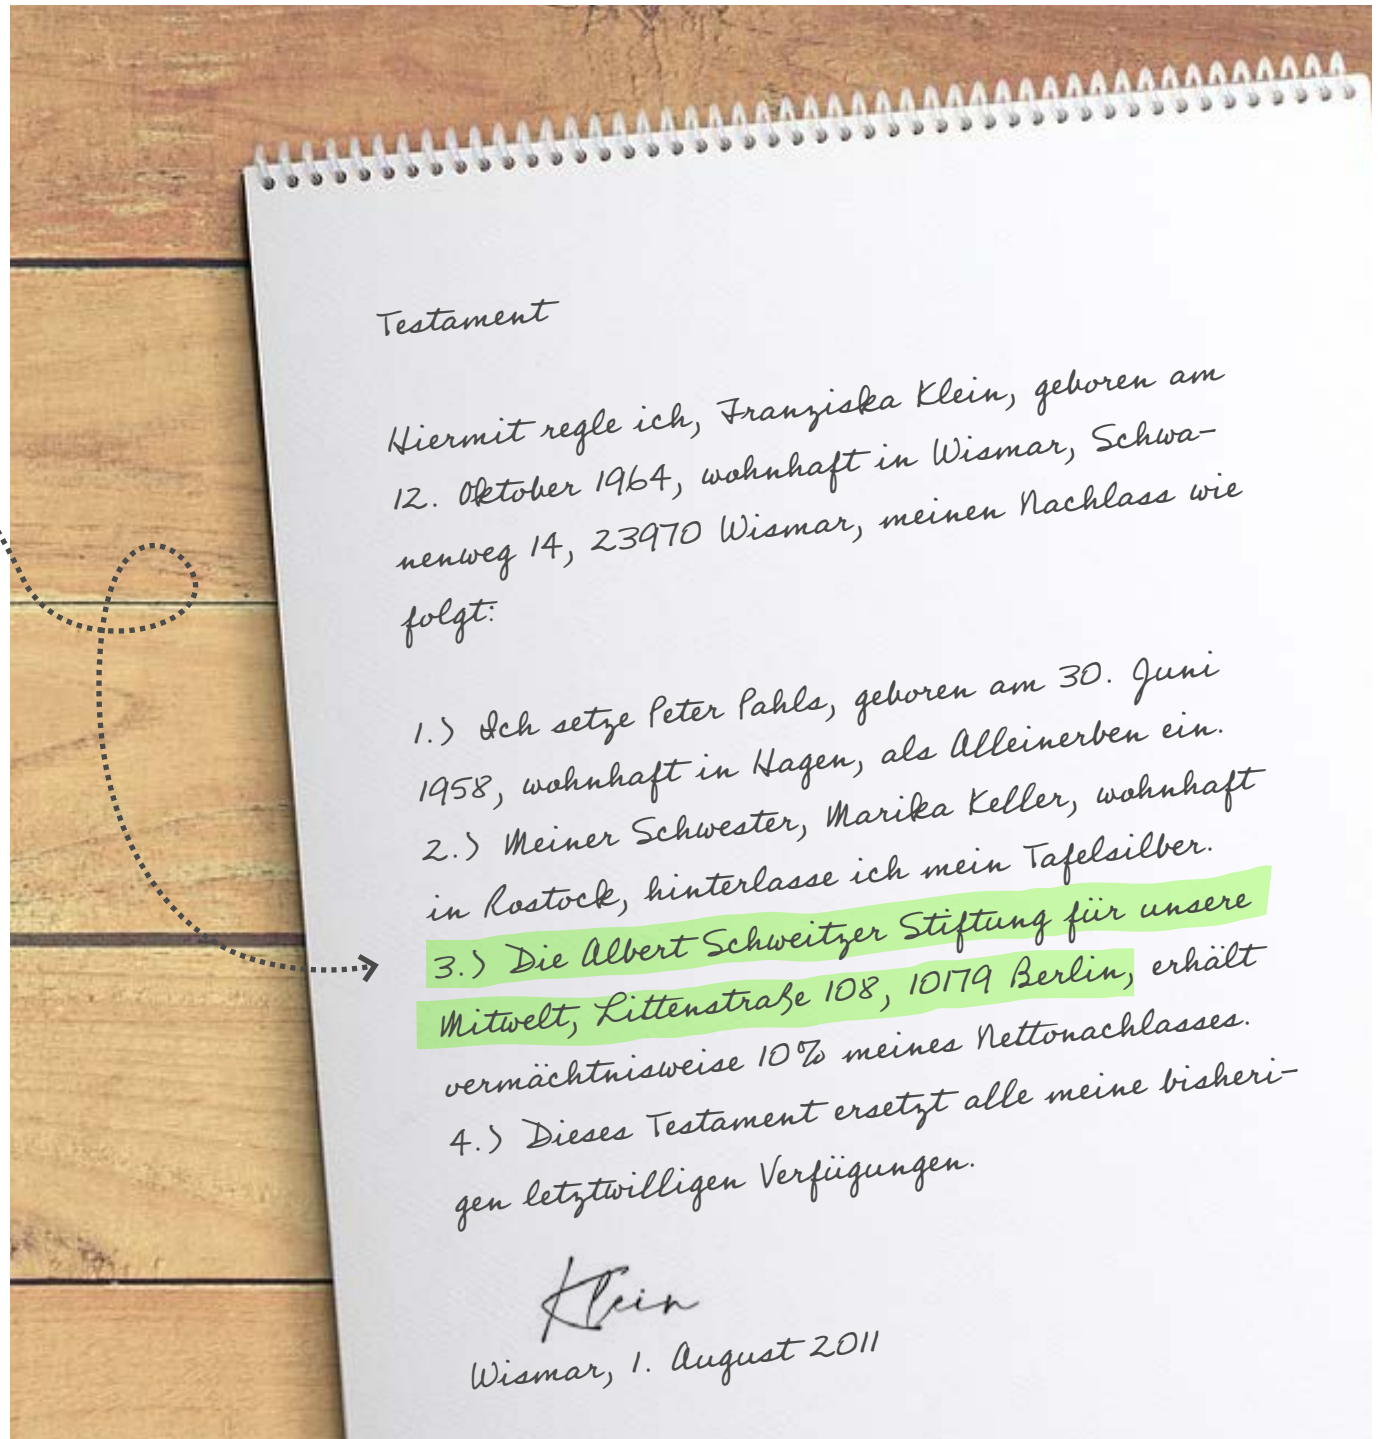 Testament
Hiermit regle ich, Franziska Klein, geboren am
12. Oktober 1964, wohnhaft in Wismar, Schwa-
nenweg 14, 23970 Wismar, meinen Nachlass wie
folgt:
1.) Ich setze Peter Pahls, geboren am 30. Juni
1958, wohnhaft in Hagen, als Alleinerben ein.
2.) Meiner Schwester, Marika Keller, wohnhaft
in Rostock, hinterlasse ich mein Tafelsilber.
3.) Die Albert Schweitzer Stiftung für unsere
Mitwelt, Littenstraße 108, 10179 Berlin, erhält
vermächtnisweise 10% meines Nettonachlasses.
4.) Dieses Testament ersetzt alle meine bisheri-
gen letztwilligen Verfügungen.
Klein
Wismar, 1. August 2011